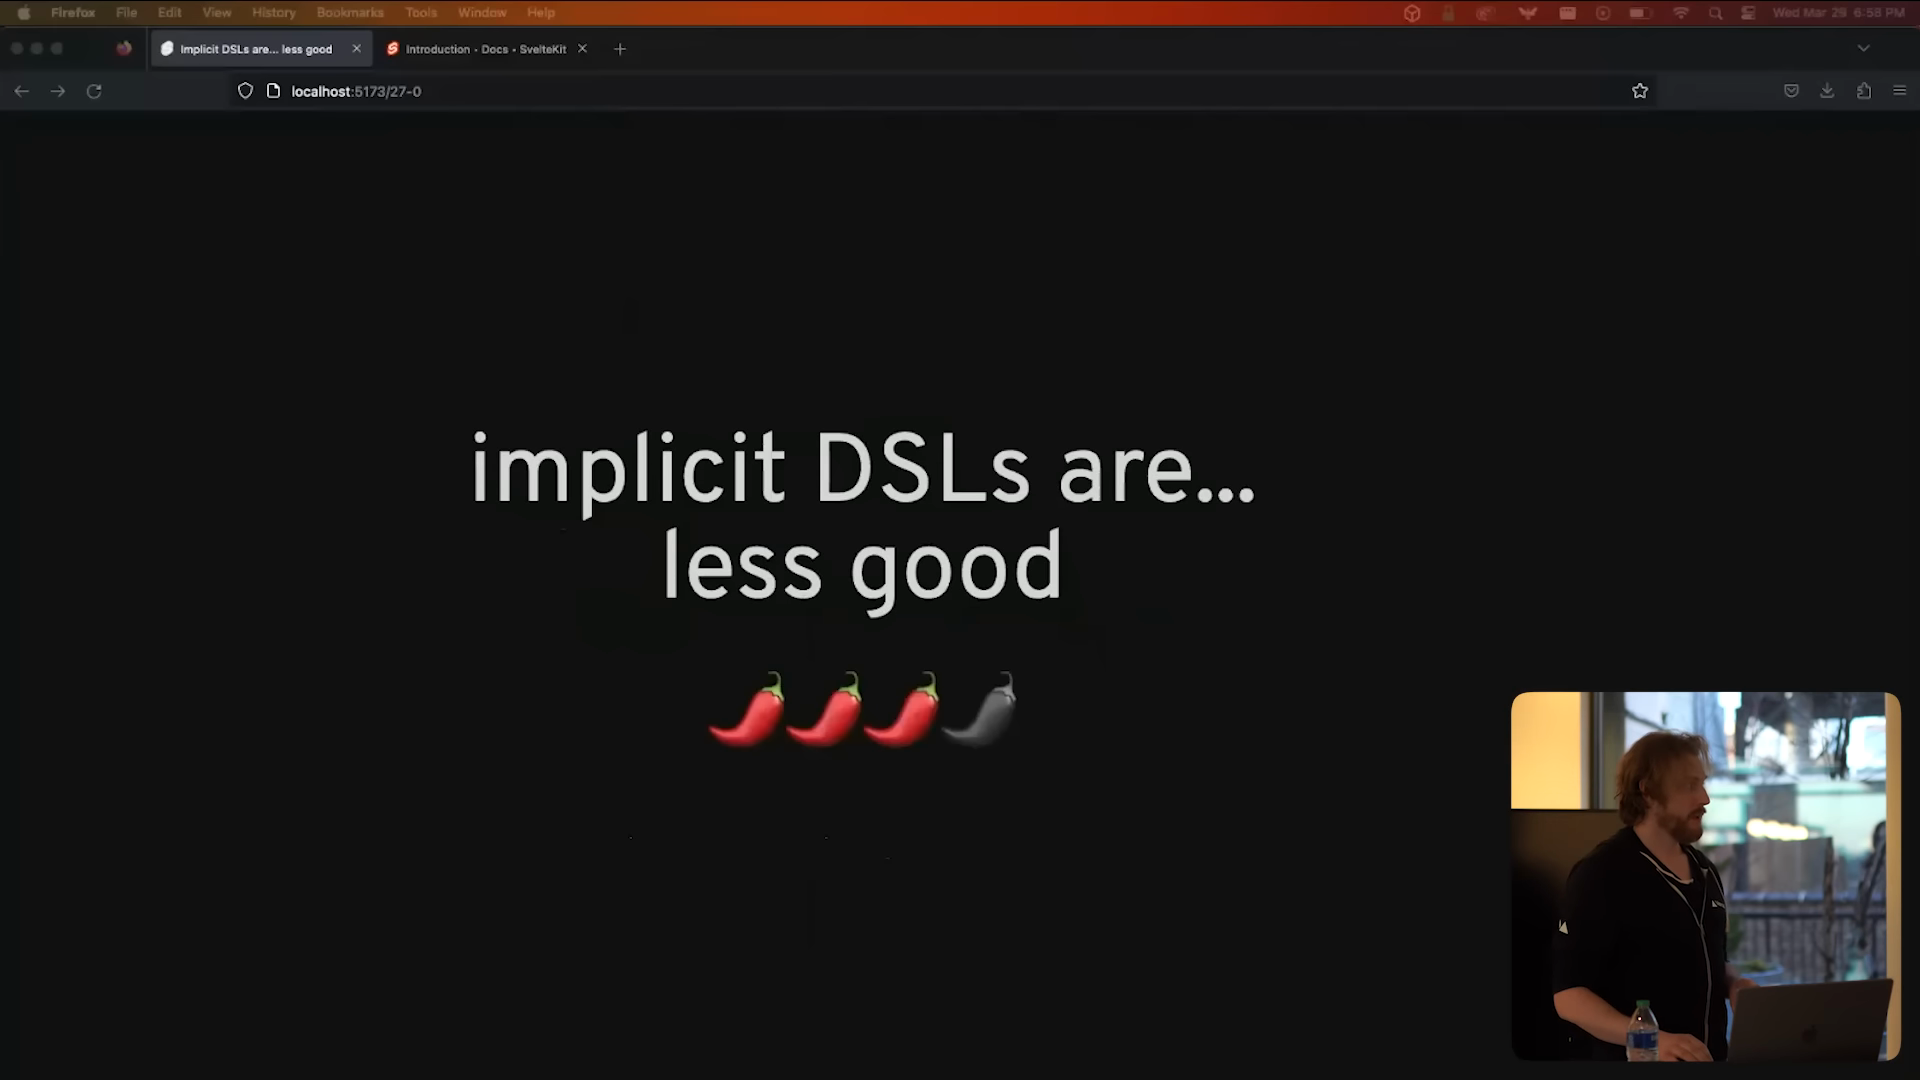 Firefox File Edit View History Bookmarks Tools Window Help Wed Mar 29 6:58 PM
Implicit DSLs are... less good Introduction - Docs - SvelteKit
localhost:5173/27-0
implicit DSLs are...
less good